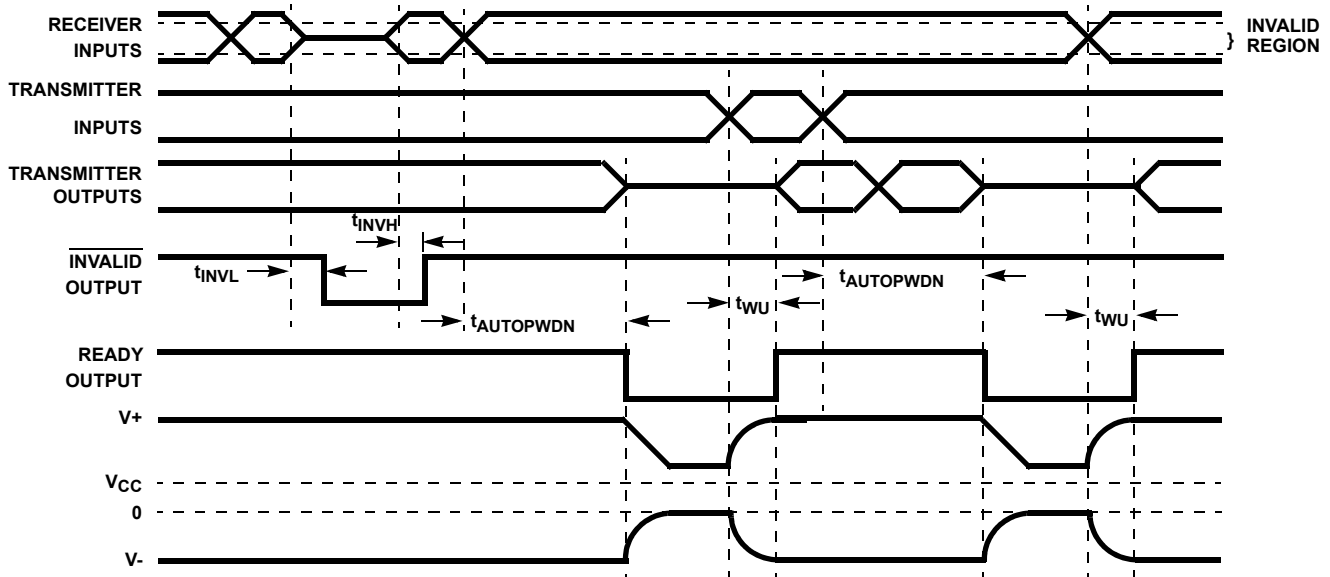 RECEIVER
INPUTS
} INVALID
REGION
TRANSMITTER
INPUTS
TRANSMITTER
OUTPUTS
tINVH
INVALID
OUTPUT
tINVL
tAUTOPWDN
tWU
tAUTOPWDN
tWU
READY
OUTPUT
V+
VCC
0
V-